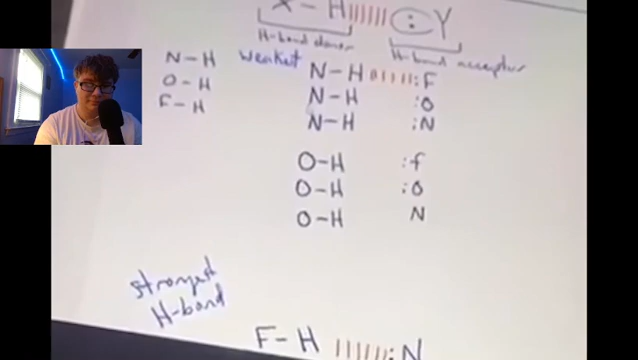 X - H :Y
H-bond donor H-bond acceptor
weakest
N-H :F
N-H :O
N-H :N
N-H
O-H
F-H
O-H :f
O-H :O
O-H N
strongest
H-bond
F-H :N